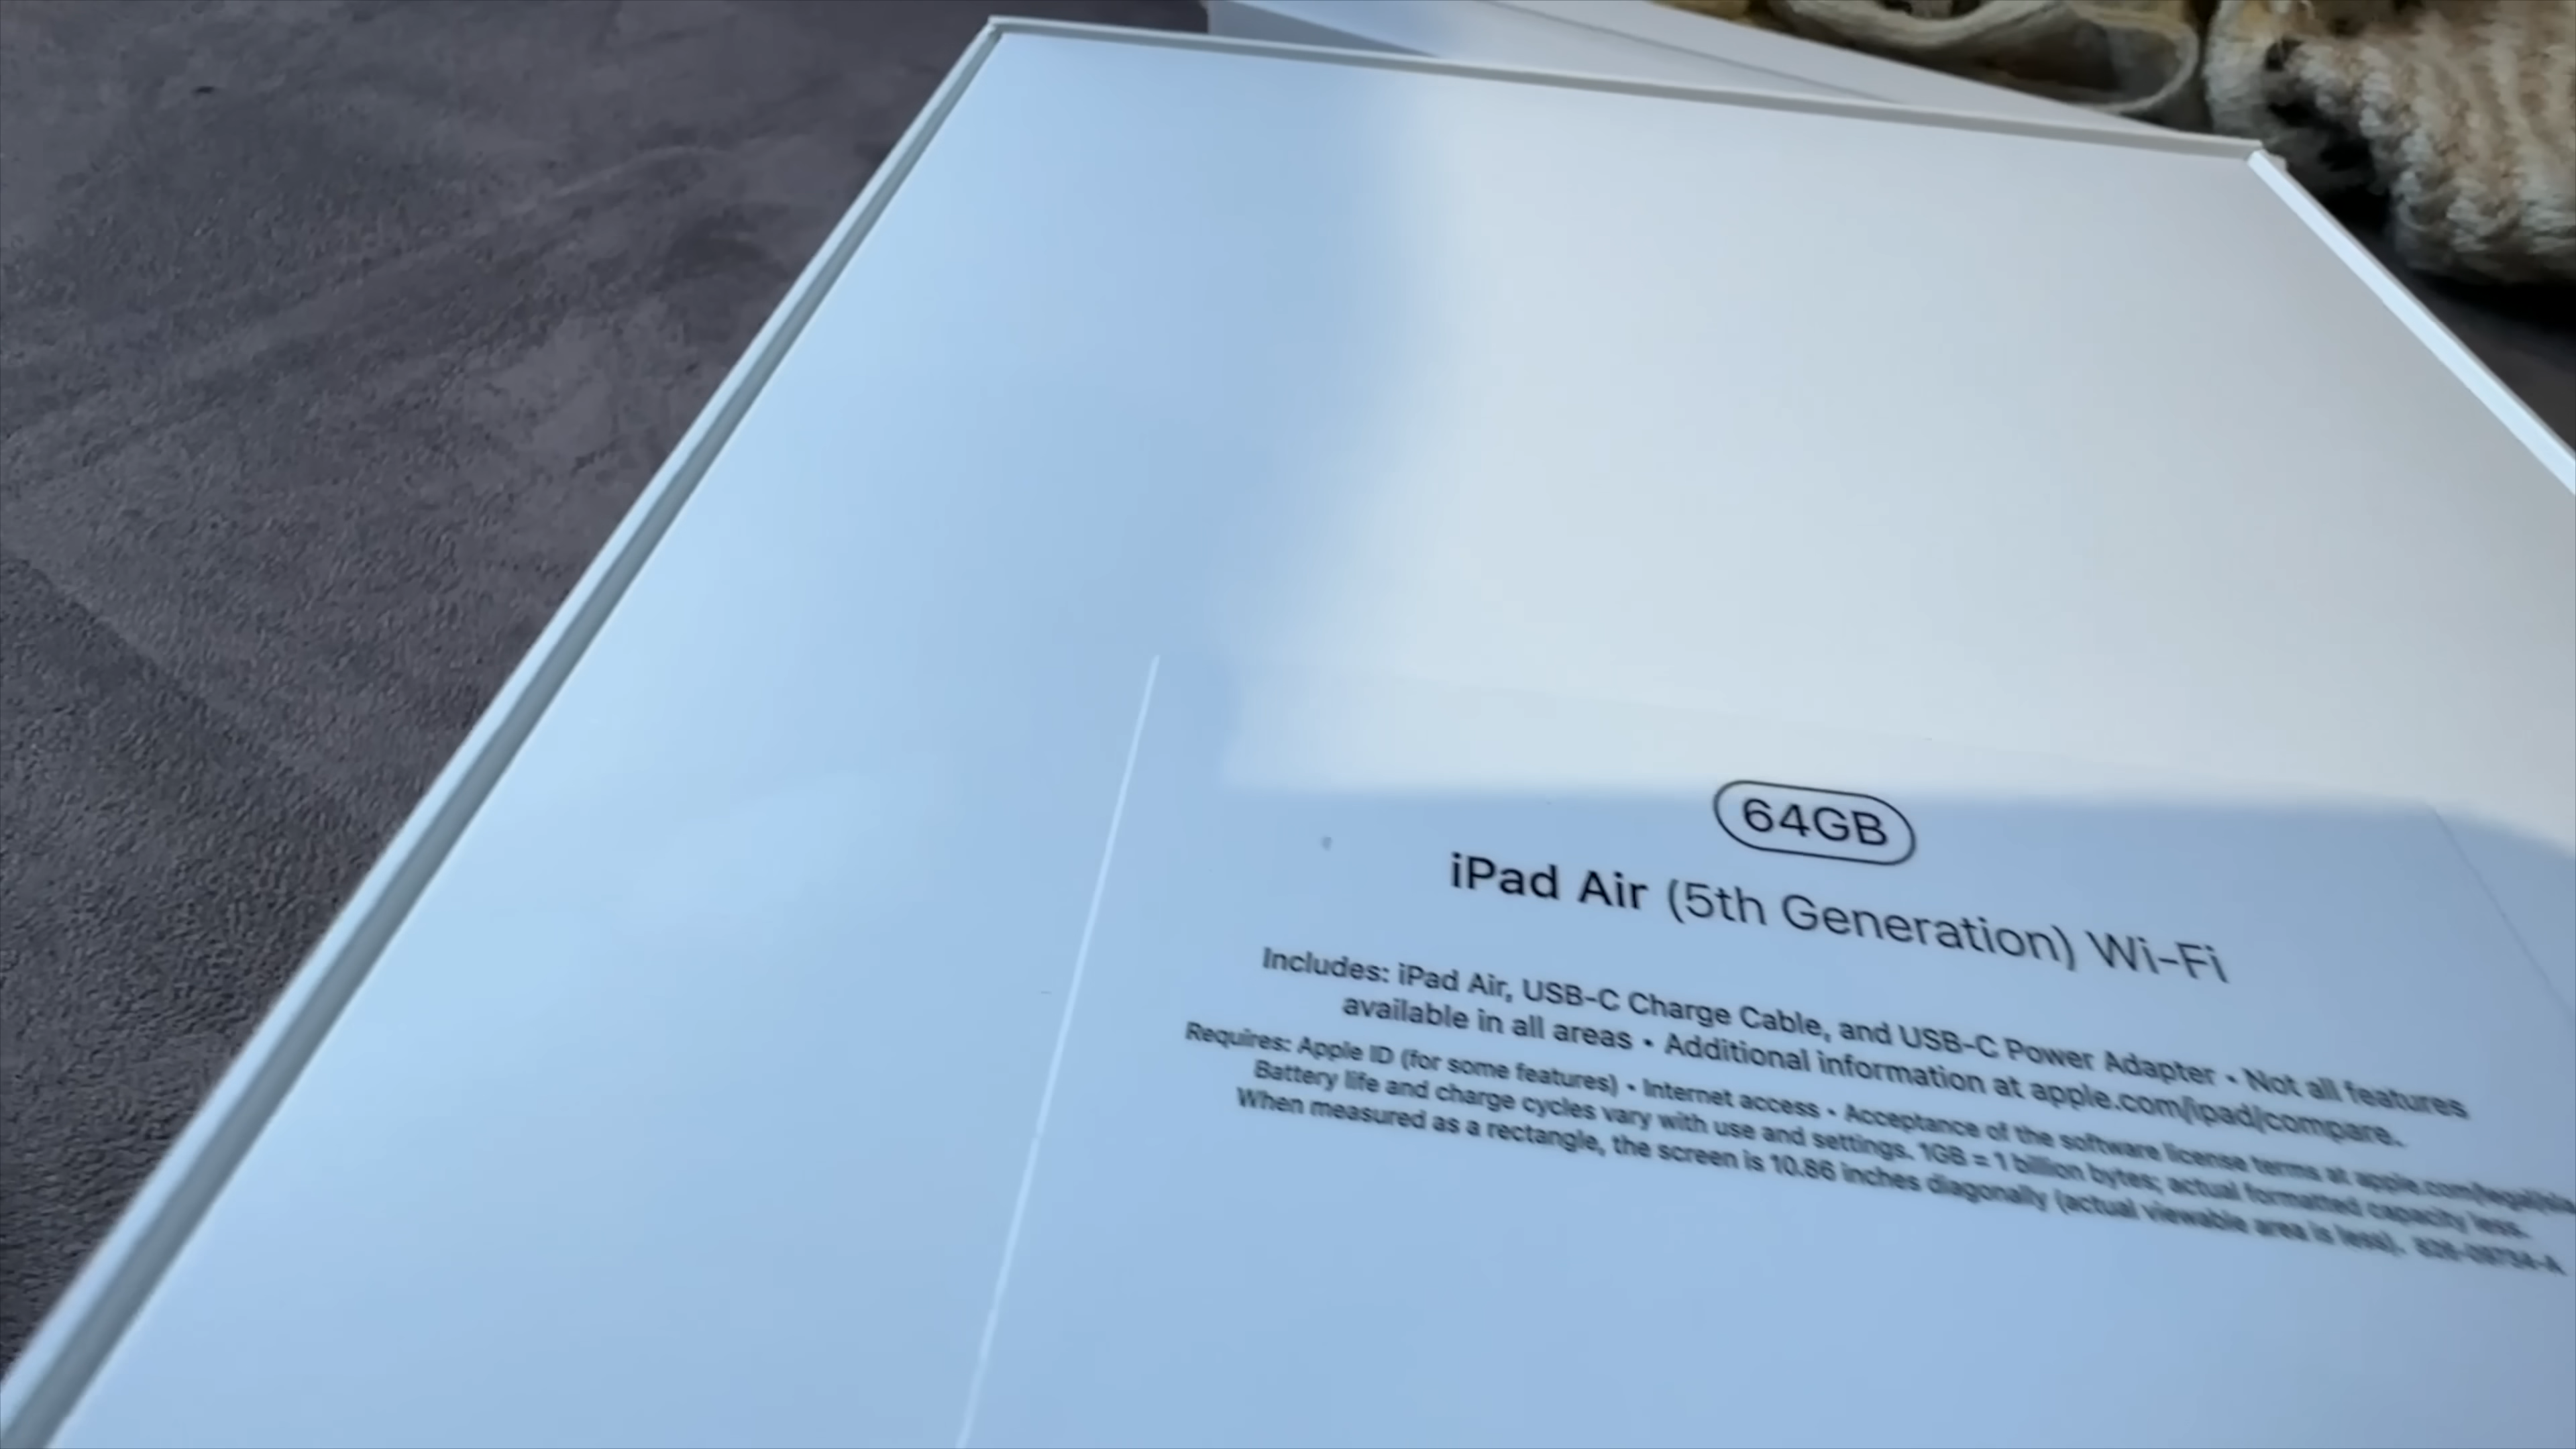 64GB
iPad Air (5th Generation) Wi-Fi
Includes: iPad Air, USB-C Charge Cable, and USB-C Power Adapter • Not all features
available in all areas • Additional information at apple.com/ipad/compare.
Requires: Apple ID (for some features) • Internet access • Acceptance of the software license terms at apple.com/legal/
Battery life and charge cycles vary with use and settings. 1GB = 1 billion bytes; actual formatted capacity less.
When measured as a rectangle, the screen is 10.86 inches diagonally (actual viewable area is less).